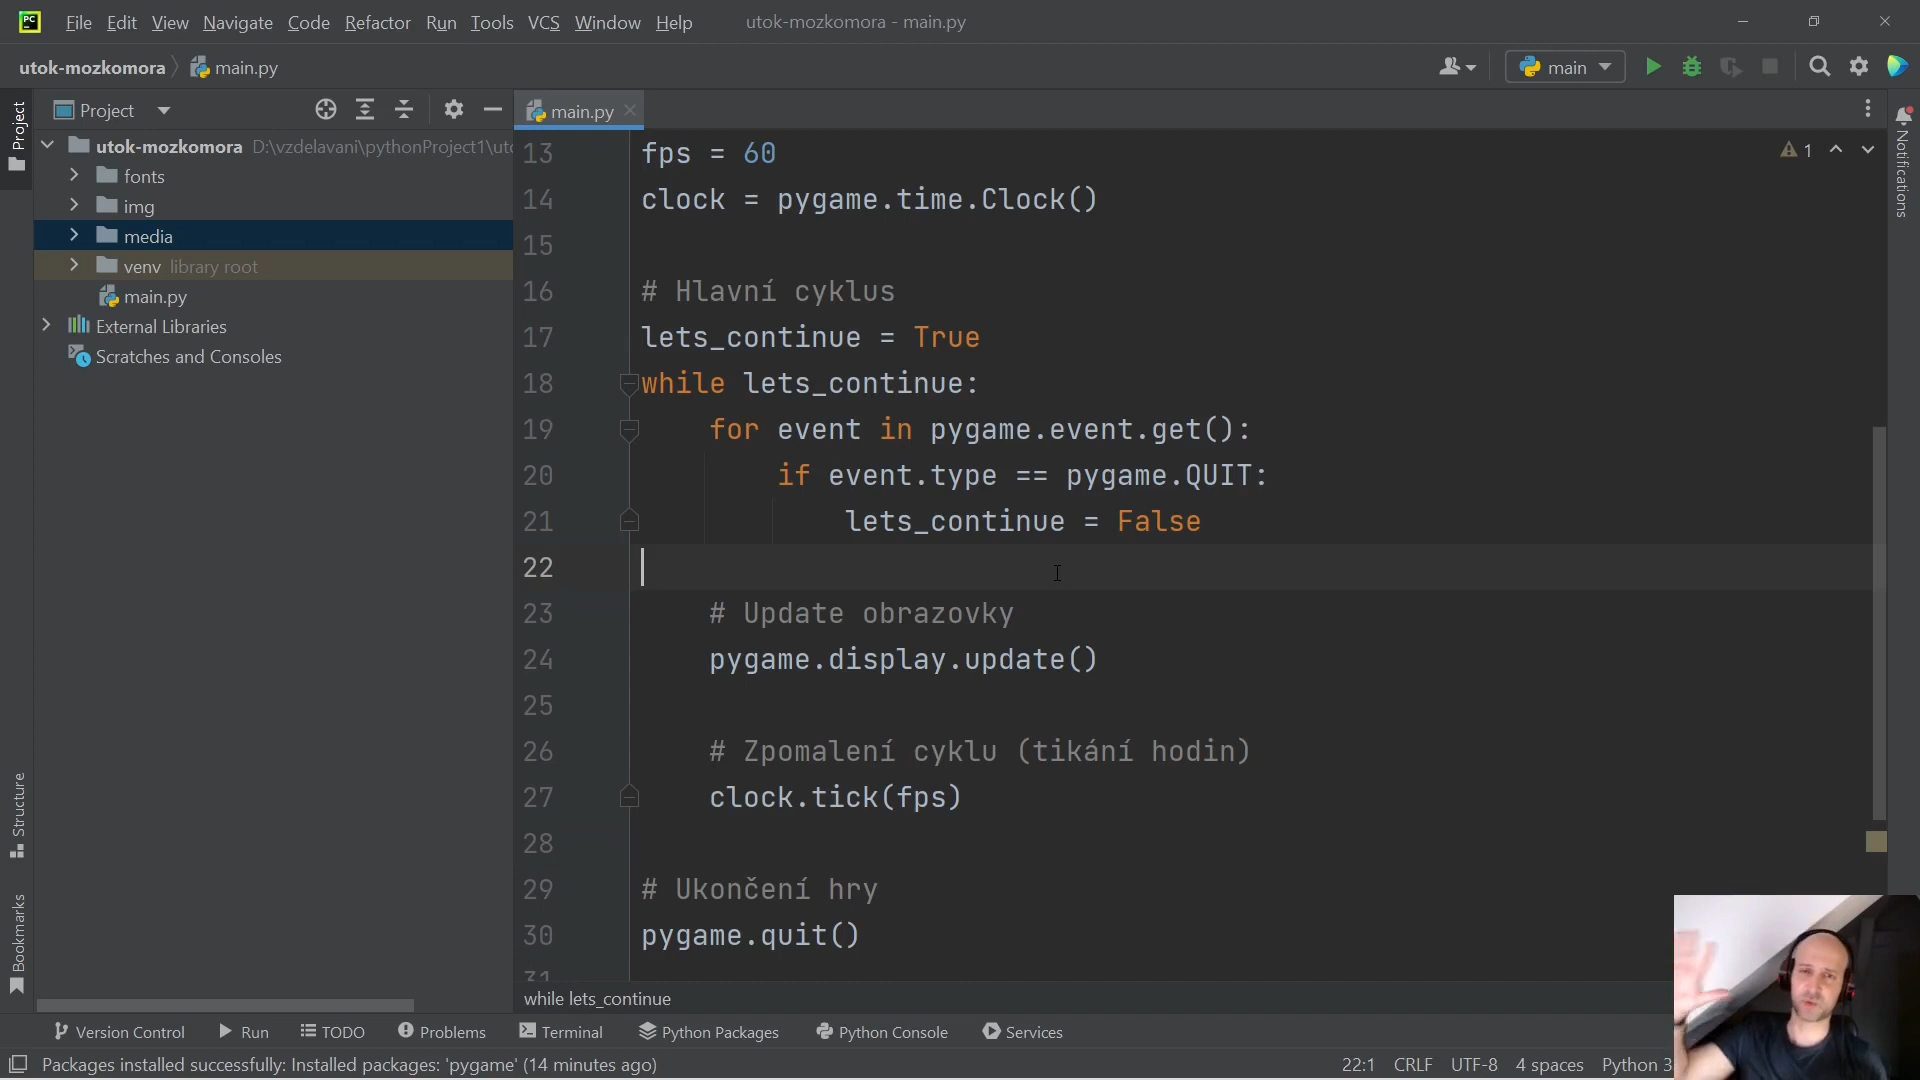 PC File Edit View Navigate Code Refactor Run Tools VCS Window Help utok-mozkomora - main.py
utok-mozkomora main.py main
Project main.py
utok-mozkomora D:\vzdelavani\pythonProject1\uto
fonts
img
media
venv library root
main.py
External Libraries
Scratches and Consoles
Project
Structure
Bookmarks
13 fps = 60
14 clock = pygame.time.Clock()
15
16 # Hlavní cyklus
17 lets_continue = True
18 while lets_continue:
19 for event in pygame.event.get():
20 if event.type == pygame.QUIT:
21 lets_continue = False
22
23 # Update obrazovky
24 pygame.display.update()
25
26 # Zpomalení cyklu (tikání hodin)
27 clock.tick(fps)
28
29 # Ukončení hry
30 pygame.quit()
31
1
Notifications
while lets_continue
Version Control Run TODO Problems Terminal Python Packages Python Console Services
Packages installed successfully: Installed packages: 'pygame' (14 minutes ago) 22:1 CRLF UTF-8 4 spaces Python 3